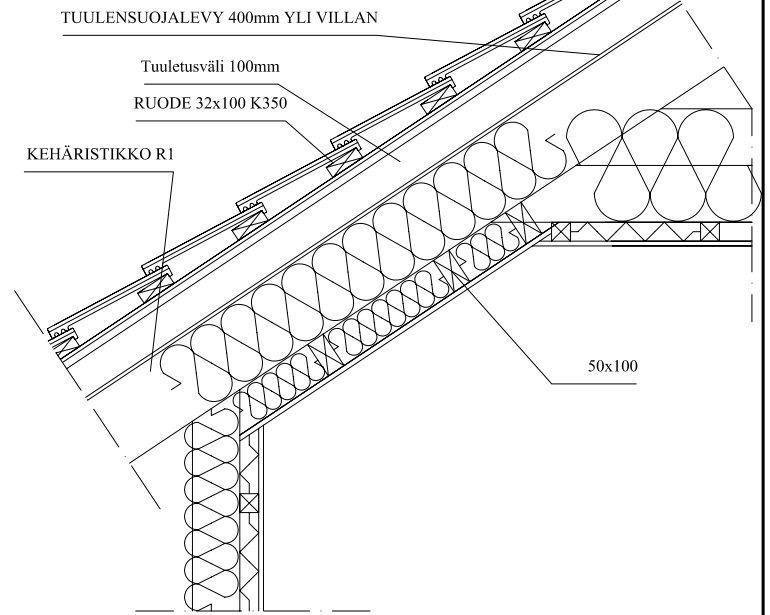 TUULENSUOJALEVY 400mm YLI VILLAN
Tuuletusväli 100mm
RUODE 32x100 K350
KEHÄRISTIKKO R1
50x100